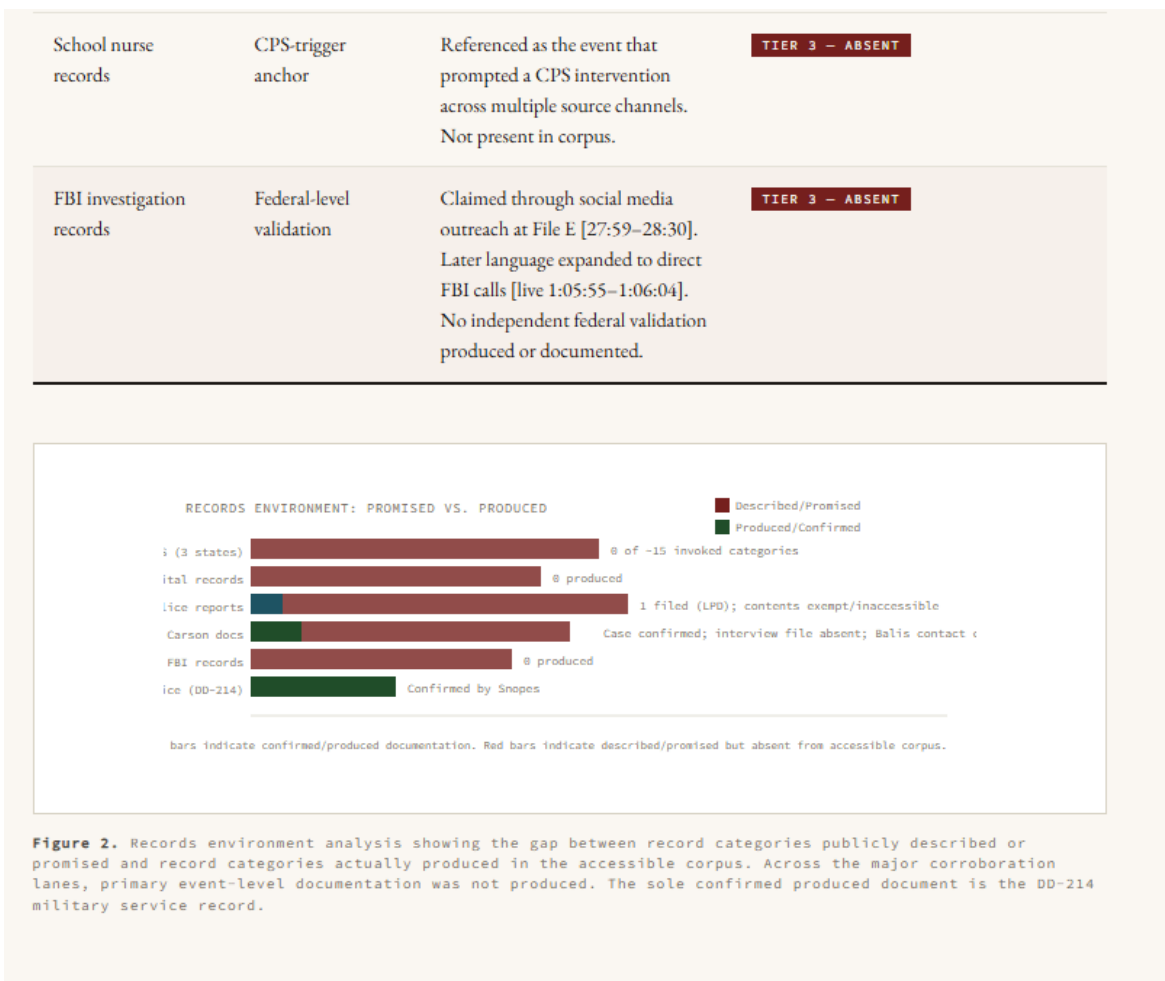 School nurse records
CPS-trigger anchor
Referenced as the event that
prompted a CPS intervention
across multiple source channels.
Not present in corpus.
TIER 3 — ABSENT
FBI investigation records
Federal-level validation
Claimed through social media
outreach at File E [27:59–28:30].
Later language expanded to direct
FBI calls [live 1:05:55–1:06:04].
No independent federal validation
produced or documented.
TIER 3 — ABSENT
RECORDS ENVIRONMENT: PROMISED VS. PRODUCED
Described/Promised
Produced/Confirmed
(3 states)
0 of ~15 invoked categories
ital records
0 produced
ice reports
1 filed (LPD); contents exempt/inaccessible
Carson docs
Case confirmed; interview file absent; Balis contact
FBI records
0 produced
ice (DD-214)
Confirmed by Snopes
bars indicate confirmed/produced documentation. Red bars indicate described/promised but absent from accessible corpus.
Figure 2. Records environment analysis showing the gap between record categories publicly described or
promised and record categories actually produced in the accessible corpus. Across the major corroboration
lanes, primary event-level documentation was not produced. The sole confirmed produced document is the DD-214
military service record.